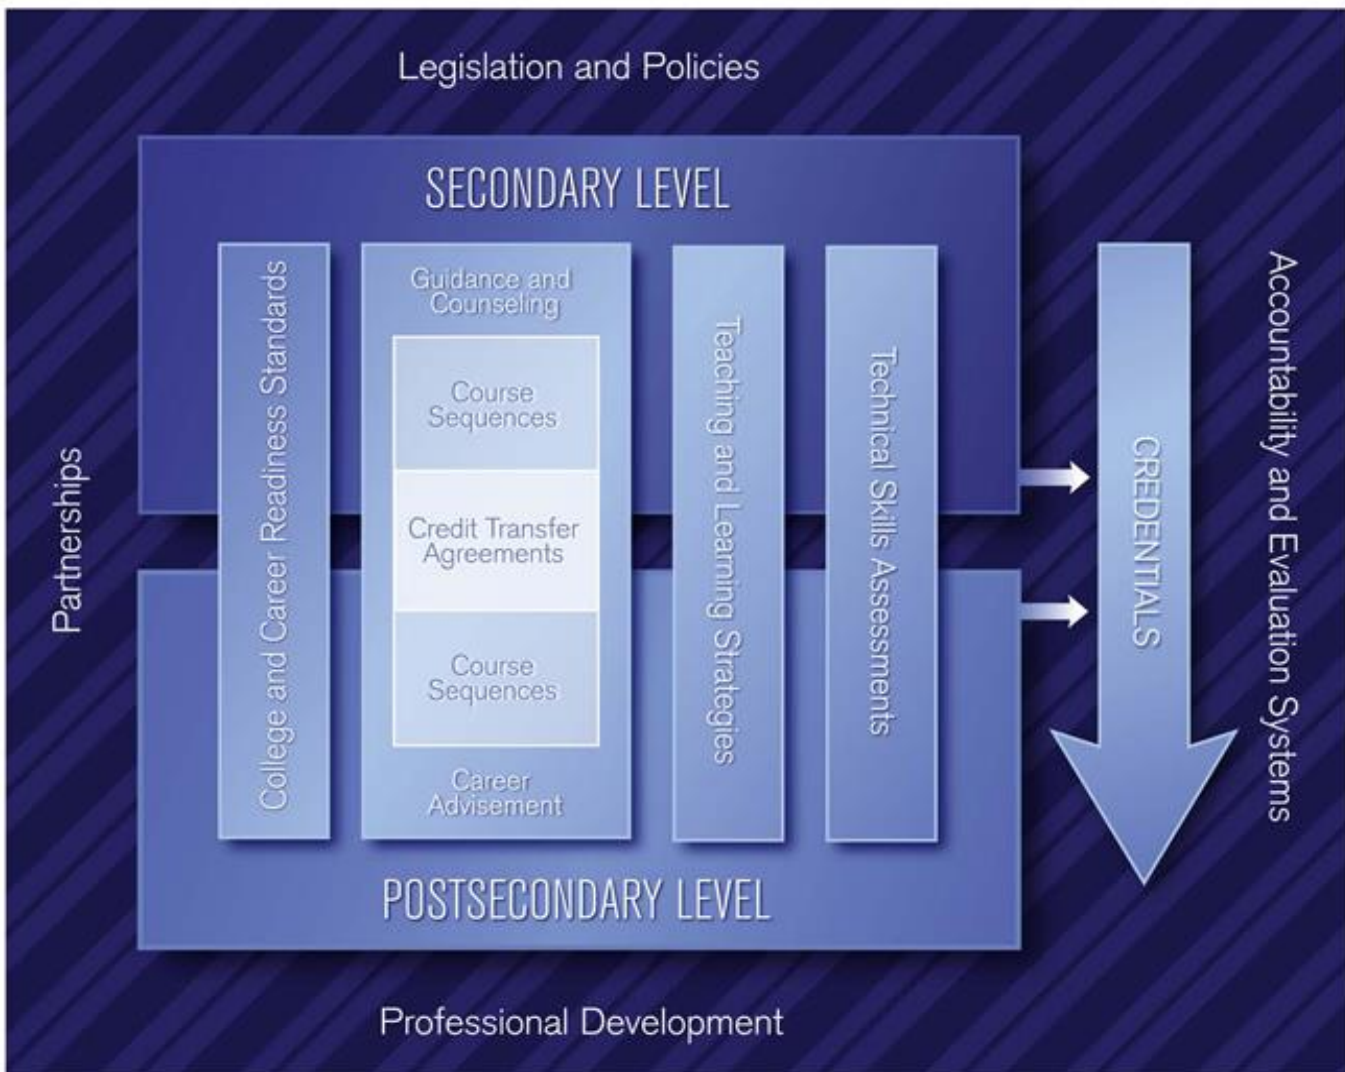 Legislation and Policies
SECONDARY LEVEL
Partnerships
College and Career Readiness Standards
Guidance and
Counseling
Course
Sequences
Credit Transfer
Agreements
Course
Sequences
Career
Advisement
Teaching and Learning Strategies
Technical Skills Assessments
CREDENTIALS
Accountability and Evaluation Systems
POSTSECONDARY LEVEL
Professional Development